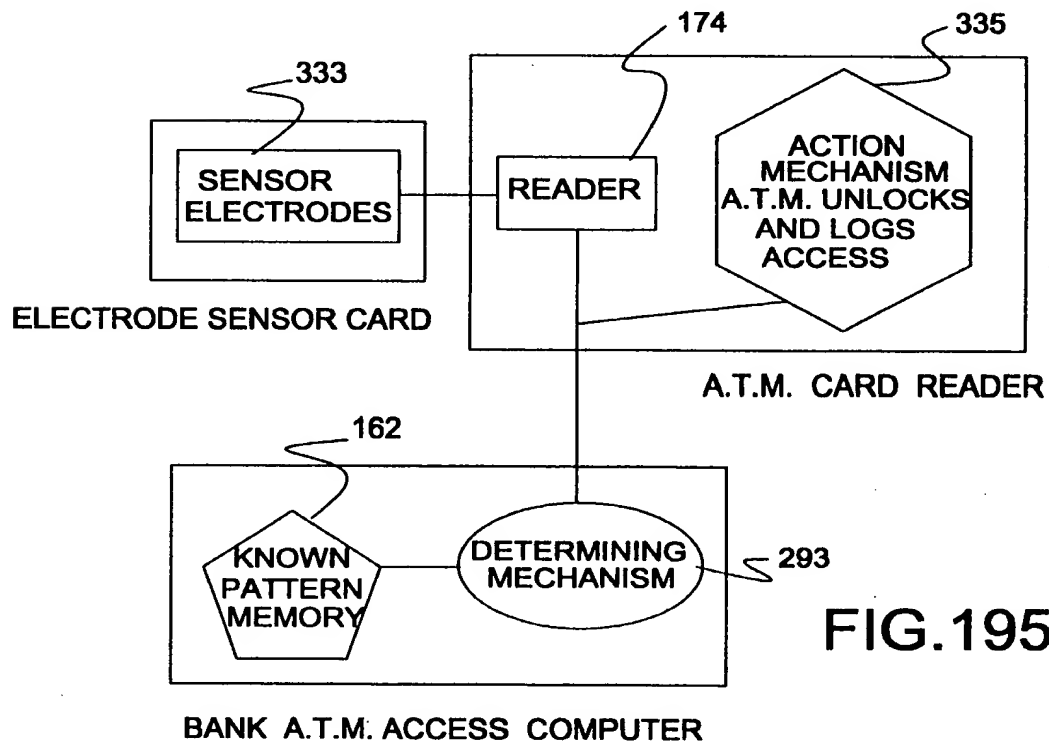 174
335
333
SENSOR
ELECTRODES
READER
ACTION
MECHANISM
A.T.M. UNLOCKS
AND LOGS
ACCESS
ELECTRODE SENSOR CARD
A.T.M. CARD READER
162
KNOWN
PATTERN
MEMORY
DETERMINING
MECHANISM
293
FIG.195
BANK A.T.M. ACCESS COMPUTER